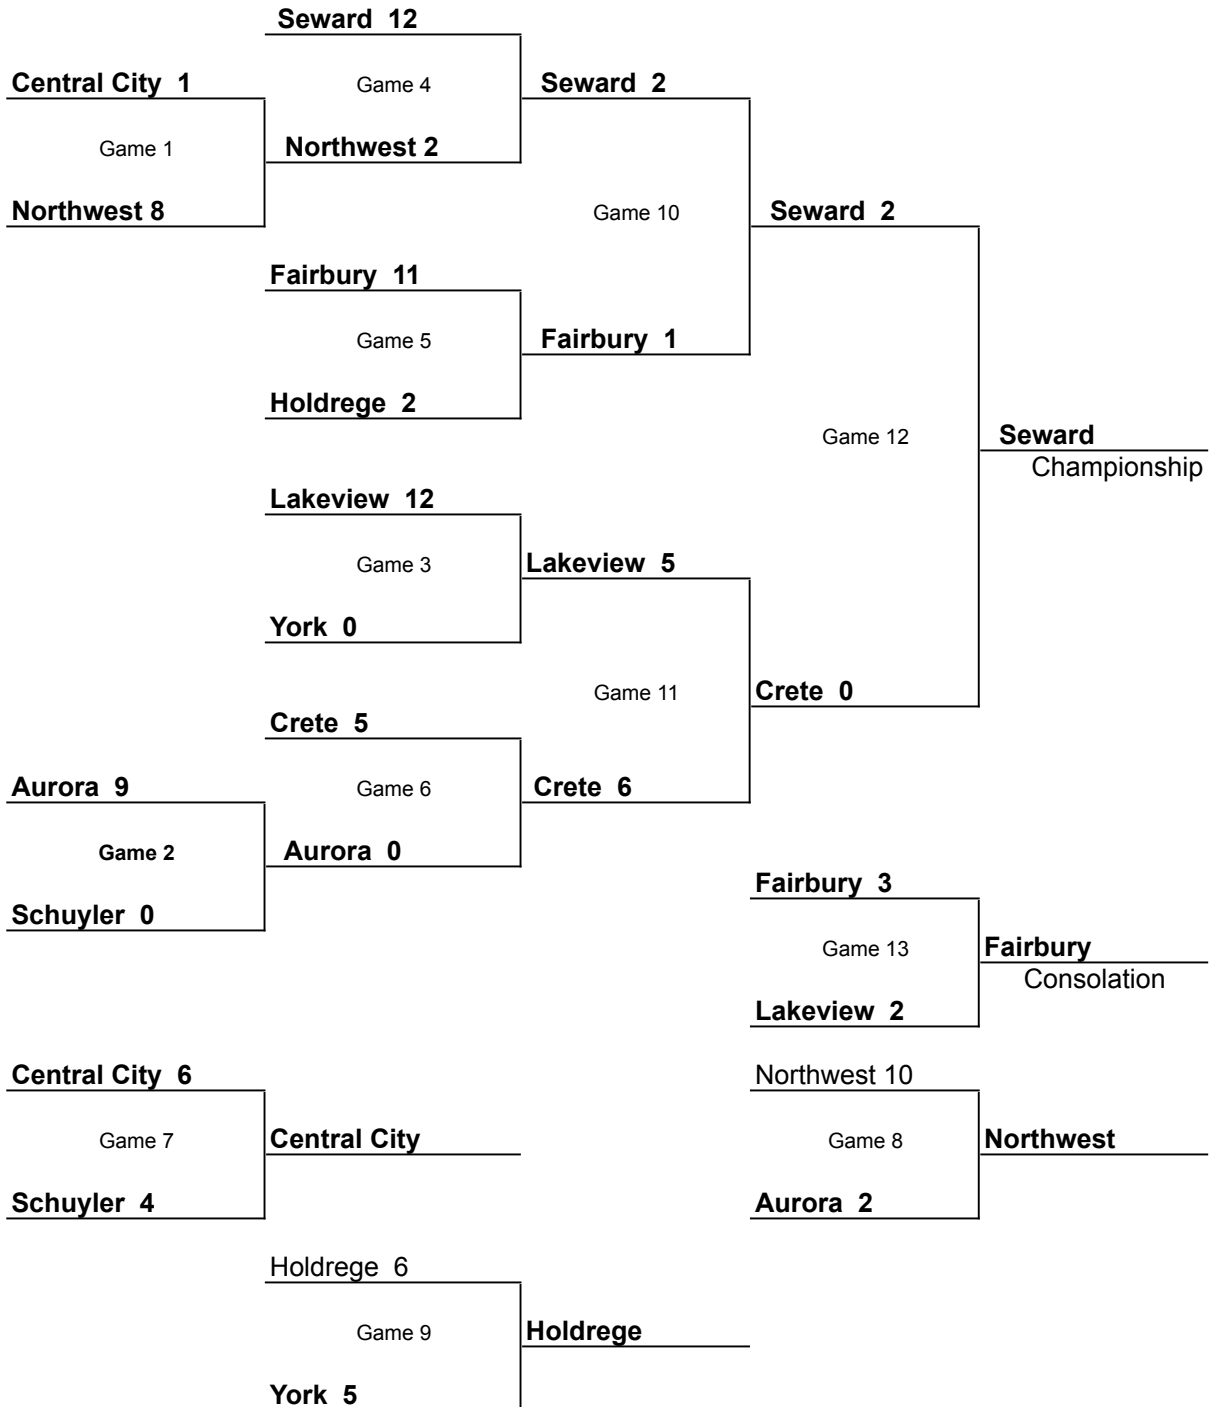 Seward 12
Central City 1
Game 4
Seward 2
Game 1
Northwest 2
Northwest 8
Game 10
Seward 2
Fairbury 11
Game 5
Fairbury 1
Holdrege 2
Game 12
Seward
Championship
Lakeview 12
Game 3
Lakeview 5
York 0
Game 11
Crete 0
Crete 5
Aurora 9
Game 6
Crete 6
Game 2
Aurora 0
Fairbury 3
Schuyler 0
Game 13
Fairbury
Consolation
Lakeview 2
Central City 6
Northwest 10
Game 7
Central City
Game 8
Northwest
Schuyler 4
Aurora 2
Holdrege 6
Game 9
Holdrege
York 5